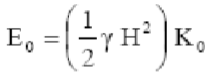 E₀ = (1/2 γ H²) K₀